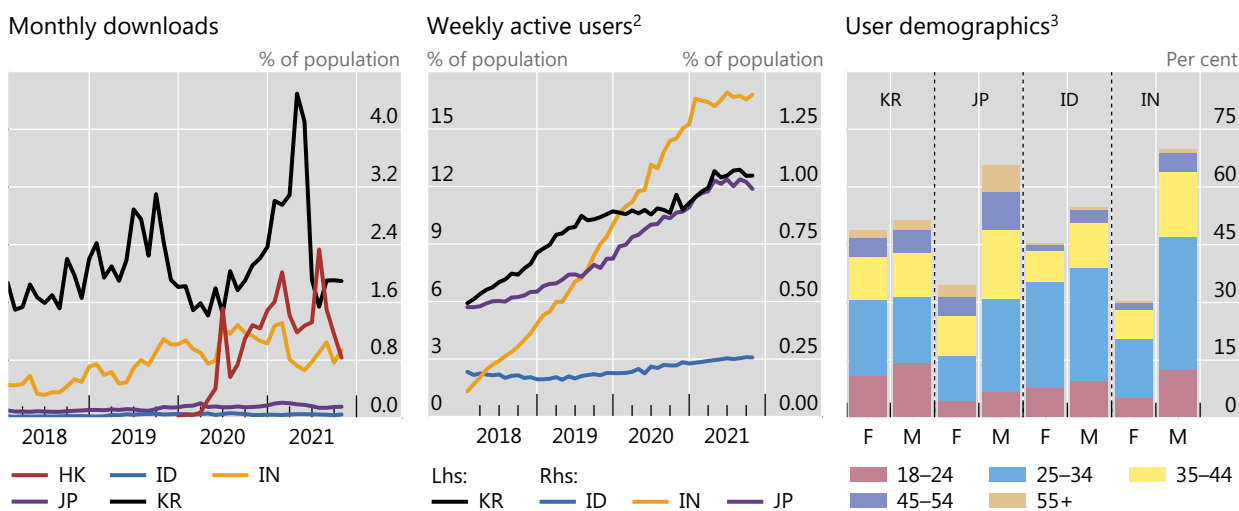 Monthly downloads
% of population
4.0
3.2
2.4
1.6
0.8
0.0
2018 2019 2020 2021
HK ID IN
JP KR
Weekly active users2
% of population % of population
15 1.25
12 1.00
9 0.75
6 0.50
3 0.25
0 0.00
2018 2019 2020 2021
Lhs: Rhs:
KR ID IN JP
User demographics3
Per cent
KR JP ID IN
75
60
45
30
15
0
F M F M F M F M
18–24 25–34 35–44
45–54 55+